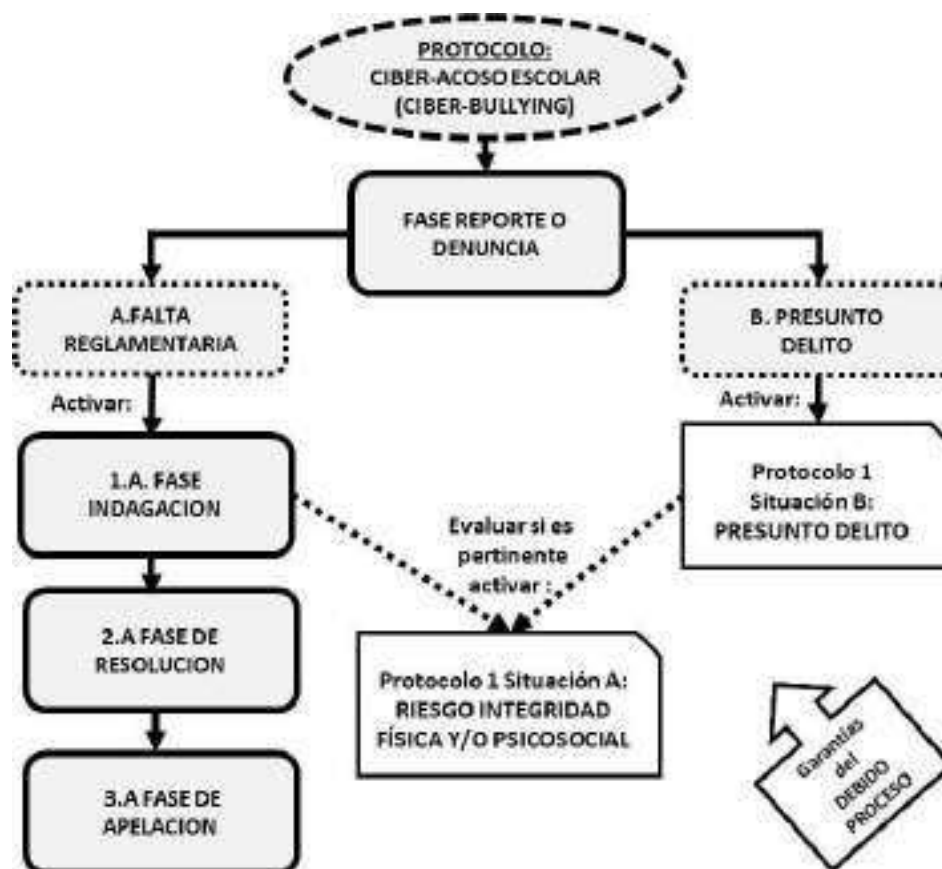 PROTOCOLO:
CIBER-ACOSO ESCOLAR
(CIBER-BULLYING)
FASE REPORTE O
DENUNCIA
A.FALTA
REGLAMENTARIA
B. PRESUNTO
DELITO
Activar:
Activar:
1.A. FASE
INDAGACION
Protocolo 1
Situación B:
PRESUNTO DELITO
Evaluar si es
pertinente
activar :
2.A FASE DE
RESOLUCION
Protocolo 1 Situación A:
RIESGO INTEGRIDAD
FÍSICA Y/O PSICOSOCIAL
Garantías
del
DEBIDO
PROCESO
3.A FASE DE
APELACION